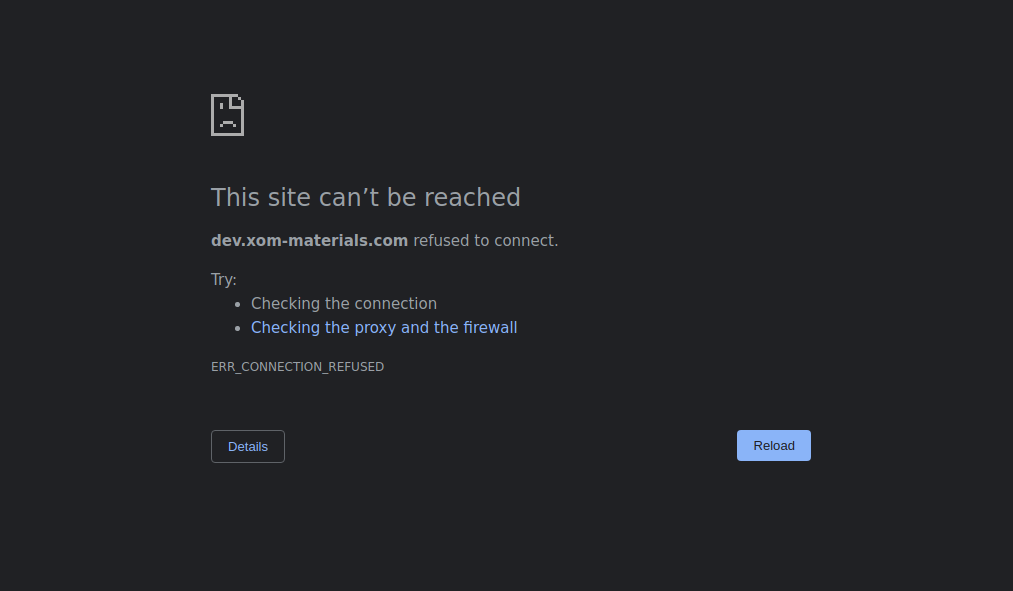 This site can’t be reached
dev.xom-materials.com refused to connect.
Try:
Checking the connection
Checking the proxy and the firewall
ERR_CONNECTION_REFUSED
Details
Reload